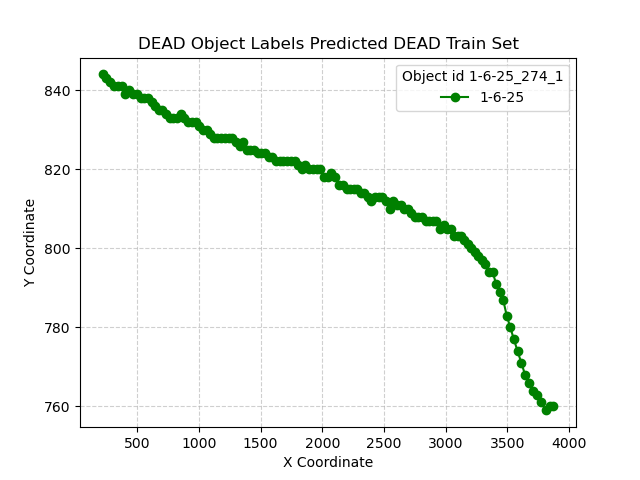 DEAD Object Labels Predicted DEAD Train Set
Object id 1-6-25_274_1
1-6-25
Y Coordinate
840
820
800
780
760
500 1000 1500 2000 2500 3000 3500 4000
X Coordinate